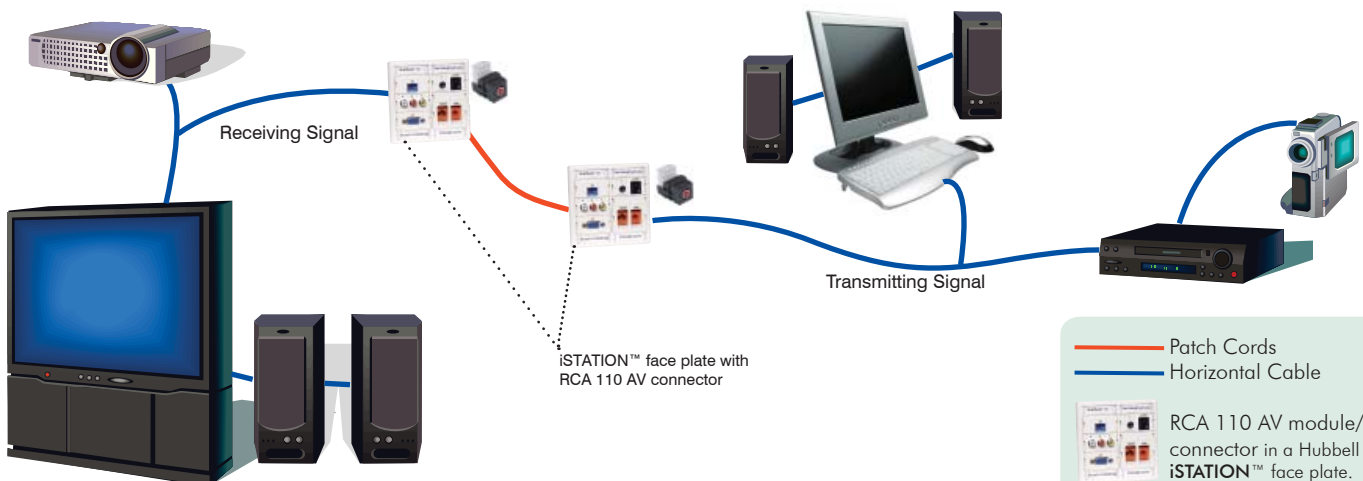 Receiving Signal
Transmitting Signal
iSTATION™ face plate with
RCA 110 AV connector
Patch Cords
Horizontal Cable
RCA 110 AV module/
connector in a Hubbell
iSTATION™ face plate.